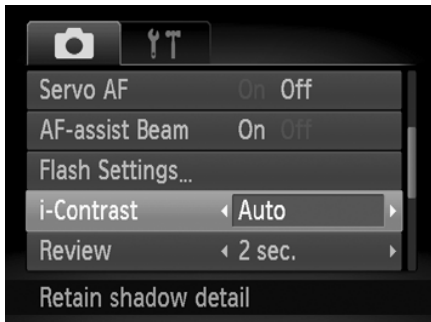 Servo AF On Off
AF-assist Beam On Off
Flash Settings...
i-Contrast Auto
Review 2 sec.
Retain shadow detail